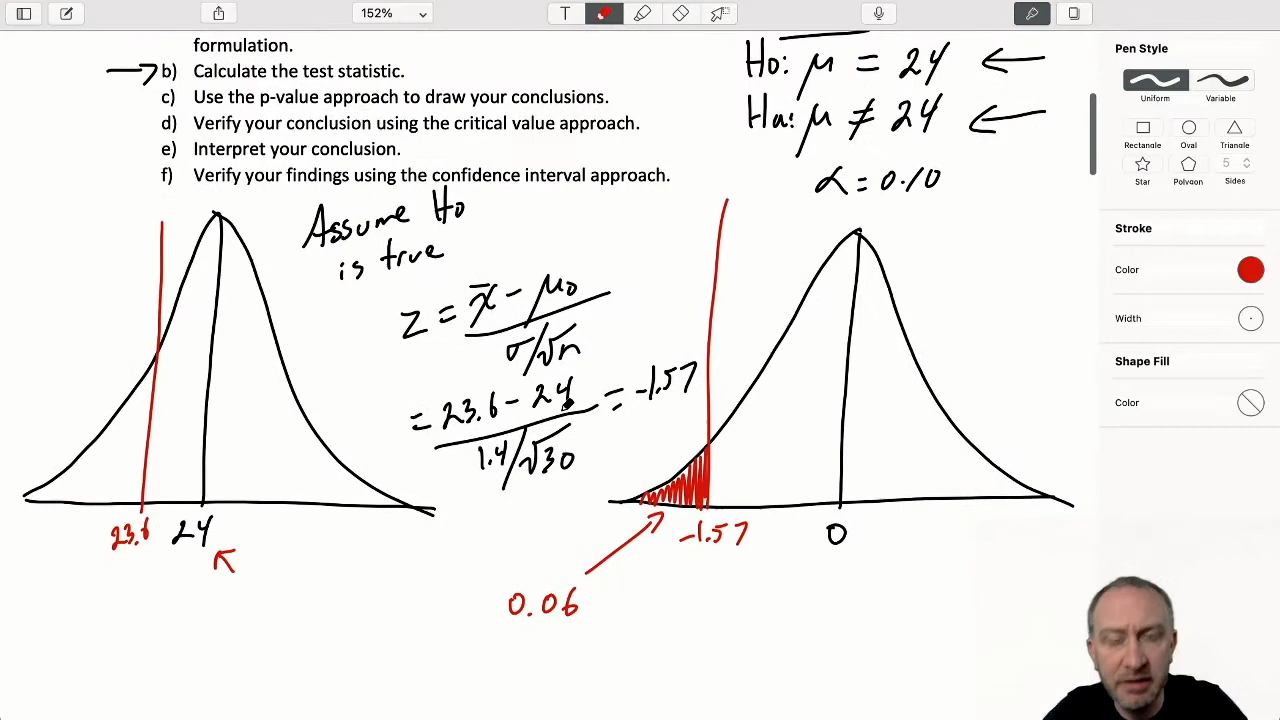 152%
T
formulation.
b) Calculate the test statistic.
c) Use the p-value approach to draw your conclusions.
d) Verify your conclusion using the critical value approach.
e) Interpret your conclusion.
f) Verify your findings using the confidence interval approach.
Ho: μ = 24
Ha: μ ≠ 24
α = 0.10
Assume Ho
is true
z = x̄ - μ0
σ/√n
= 23.6 - 24 = -1.57
1.4/√30
23.6 24
-1.57 0
0.06
Pen Style
Uniform Variable
Rectangle Oval Triangle
5
Star Polygon Sides
Stroke
Color
Width
Shape Fill
Color